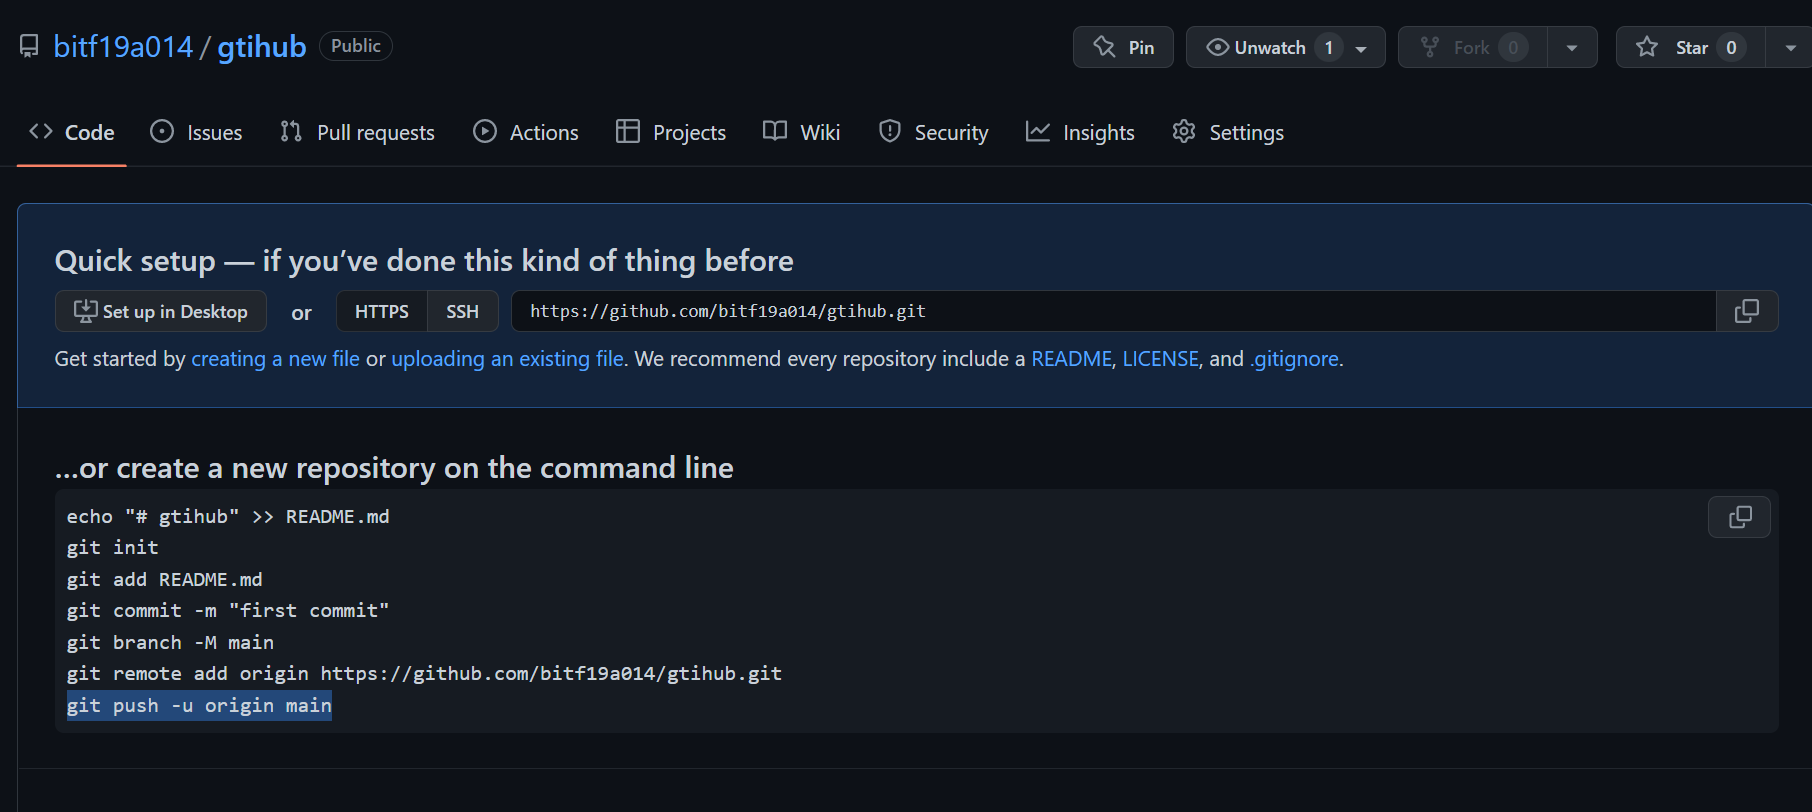 bitf19a014 / gtihub Public Pin Unwatch 1 Fork 0 Star 0
Code Issues Pull requests Actions Projects Wiki Security Insights Settings
Quick setup — if you’ve done this kind of thing before
Set up in Desktop or HTTPS SSH https://github.com/bitf19a014/gtihub.git
Get started by creating a new file or uploading an existing file. We recommend every repository include a README, LICENSE, and .gitignore.
…or create a new repository on the command line
echo "# gtihub" >> README.md
git init
git add README.md
git commit -m "first commit"
git branch -M main
git remote add origin https://github.com/bitf19a014/gtihub.git
git push -u origin main